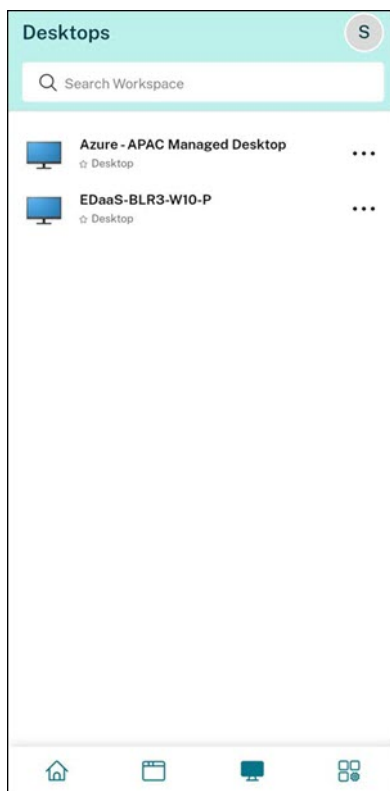 Desktops
S
Search Workspace
Azure - APAC Managed Desktop
Desktop
EDaaS-BLR3-W10-P
Desktop